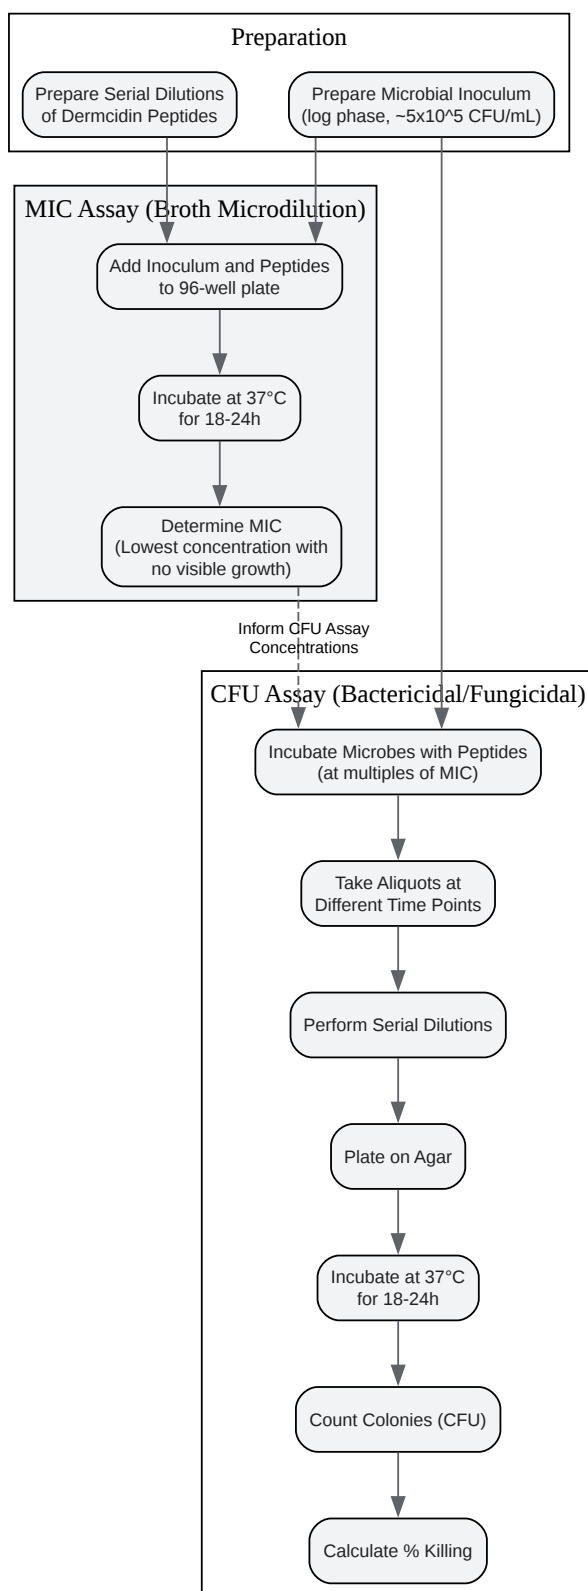 Preparation
Prepare Serial Dilutions
of Dermcidin Peptides
Prepare Microbial Inoculum
(log phase, ~5x10^5 CFU/mL)
MIC Assay (Broth Microdilution)
Add Inoculum and Peptides
to 96-well plate
Incubate at 37°C
for 18-24h
Determine MIC
(Lowest concentration with
no visible growth)
Inform CFU Assay
Concentrations
CFU Assay (Bactericidal/Fungicidal)
Incubate Microbes with Peptides
(at multiples of MIC)
Take Aliquots at
Different Time Points
Perform Serial Dilutions
Plate on Agar
Incubate at 37°C
for 18-24h
Count Colonies (CFU)
Calculate % Killing